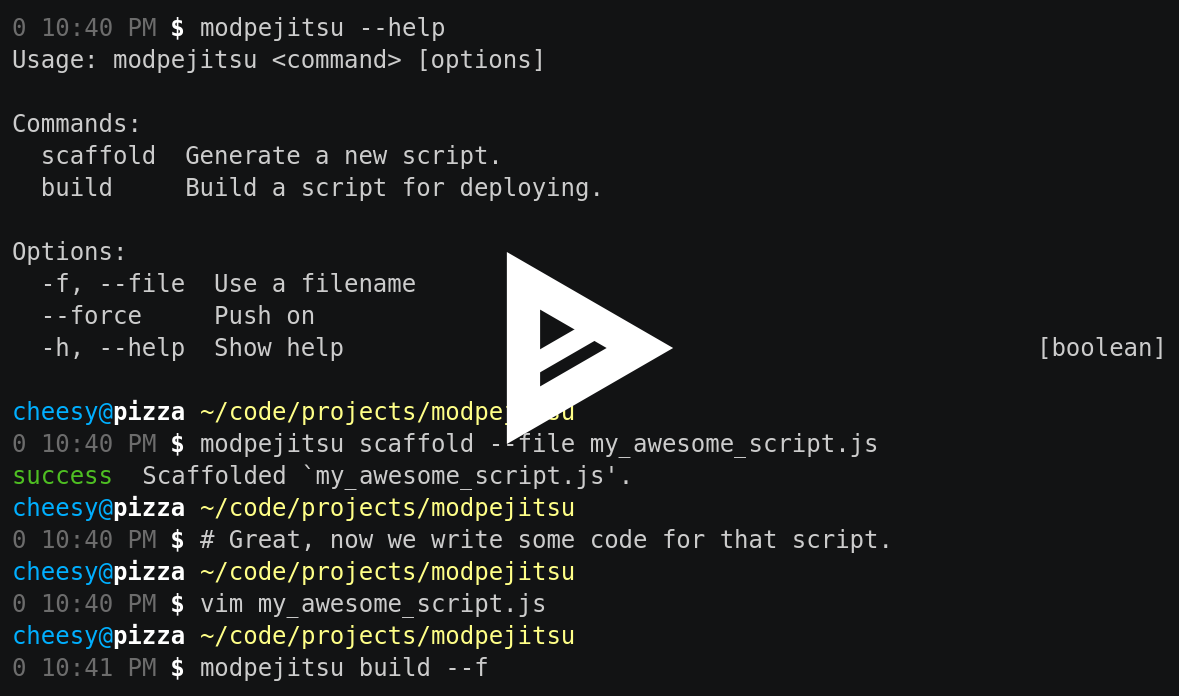 0 10:40 PM $ modpejitsu --help
Usage: modpejitsu <command> [options]
Commands:
scaffold  Generate a new script.
build     Build a script for deploying.
Options:
-f, --file  Use a filename
--force     Push on
-h, --help  Show help [boolean]
cheesy@pizza ~/code/projects/modpejitsu
0 10:40 PM $ modpejitsu scaffold --file my_awesome_script.js
success  Scaffolded `my_awesome_script.js'.
cheesy@pizza ~/code/projects/modpejitsu
0 10:40 PM $ # Great, now we write some code for that script.
cheesy@pizza ~/code/projects/modpejitsu
0 10:40 PM $ vim my_awesome_script.js
cheesy@pizza ~/code/projects/modpejitsu
0 10:41 PM $ modpejitsu build --f